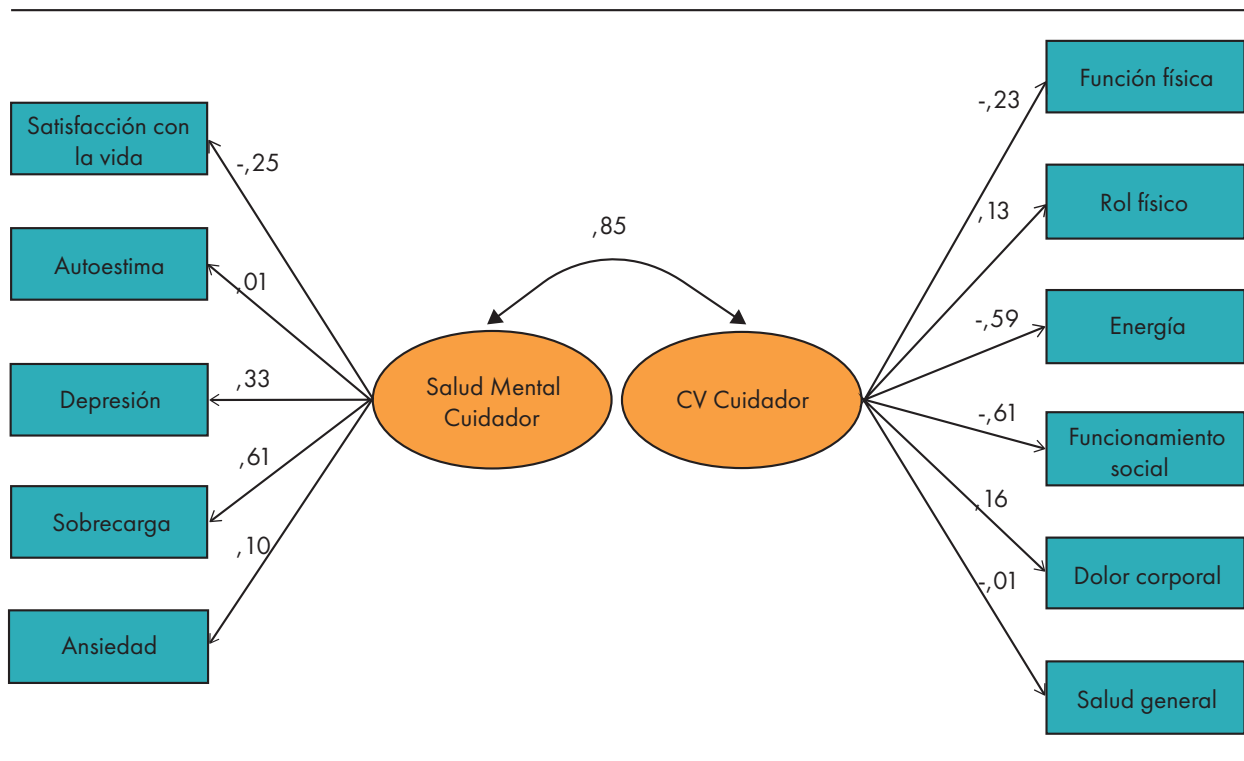 Satisfacción con
la vida
Autoestima
Depresión
Sobrecarga
Ansiedad
-,25
,01
,33
,61
,10
Salud Mental
Cuidador
,85
CV Cuidador
-,23
,13
-,59
-,61
,16
-,01
Función física
Rol físico
Energía
Funcionamiento
social
Dolor corporal
Salud general